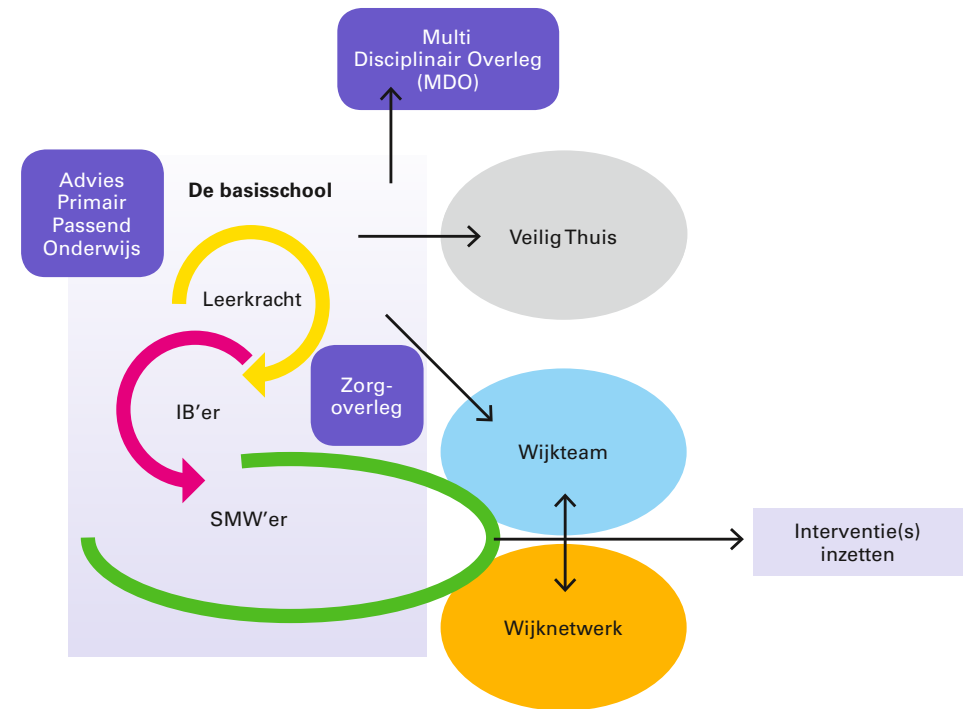 Multi
Disciplinair Overleg
(MDO)
Advies
Primair
Passend
Onderwijs
De basisschool
Veilig Thuis
Leerkracht
Zorg-
overleg
IB'er
Wijkteam
SMW'er
Interventie(s)
inzetten
Wijknetwerk